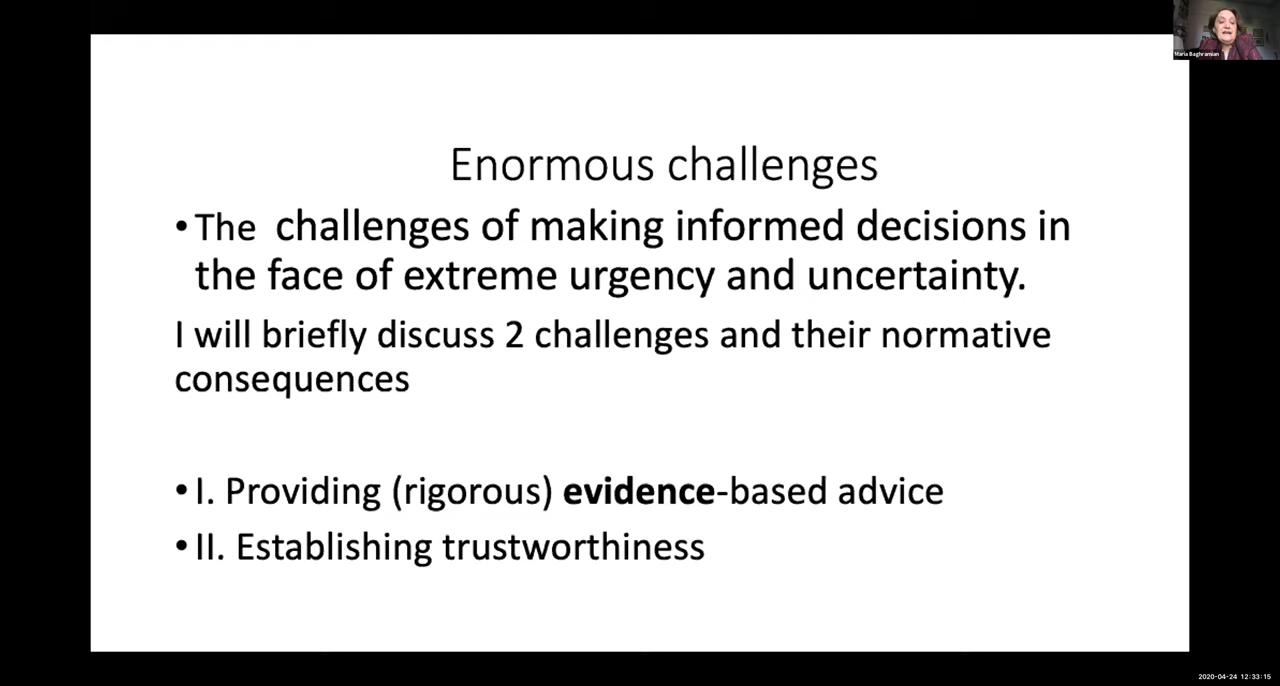 Maria Baghramian
Enormous challenges
• The challenges of making informed decisions in
the face of extreme urgency and uncertainty.
I will briefly discuss 2 challenges and their normative
consequences
• I. Providing (rigorous) evidence-based advice
• II. Establishing trustworthiness
2020-04-24 12:33:15